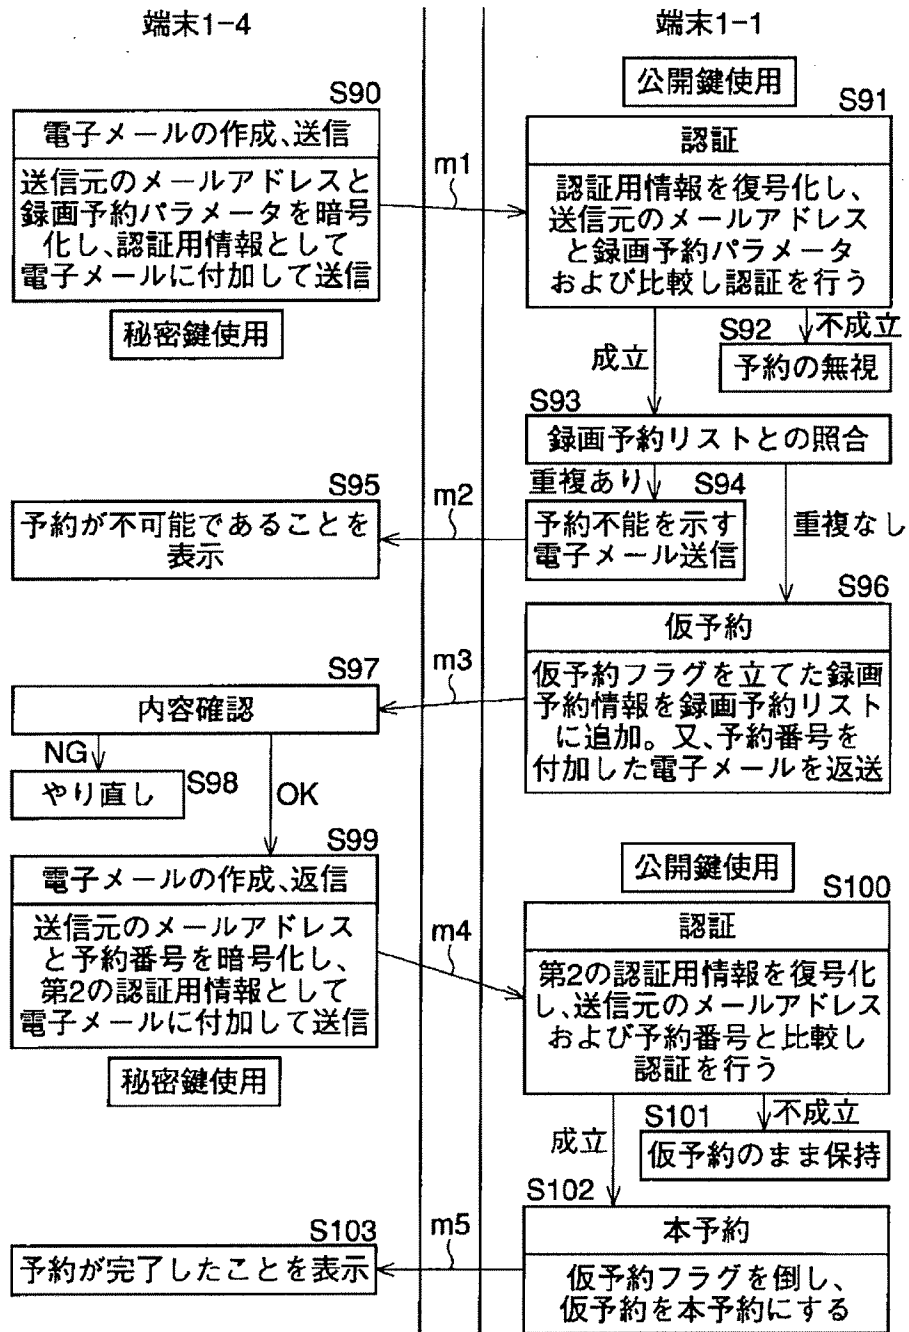 端末1-4
端末1-1
公開鍵使用
S90
電子メールの作成、送信
送信元のメールアドレスと
録画予約パラメータを暗号
化し、認証用情報として
電子メールに付加して送信
秘密鍵使用
m1
S91
認証
認証用情報を復号化し、
送信元のメールアドレス
と録画予約パラメータ
および比較し認証を行う
S92
不成立
予約の無視
成立
S93
録画予約リストとの照合
重複あり
S94
予約不能を示す
電子メール送信
重複なし
m2
S95
予約が不可能であることを
表示
S96
仮予約
仮予約フラグを立てた録画
予約情報を録画予約リスト
に追加。又、予約番号を
付加した電子メールを返送
m3
S97
内容確認
NG
やり直し
S98
OK
S99
電子メールの作成、返信
送信元のメールアドレス
と予約番号を暗号化し、
第2の認証用情報として
電子メールに付加して送信
秘密鍵使用
m4
公開鍵使用
S100
認証
第2の認証用情報を復号化
し、送信元のメールアドレス
および予約番号と比較し
認証を行う
S101
不成立
仮予約のまま保持
成立
S102
本予約
仮予約フラグを倒し、
仮予約を本予約にする
m5
S103
予約が完了したことを表示